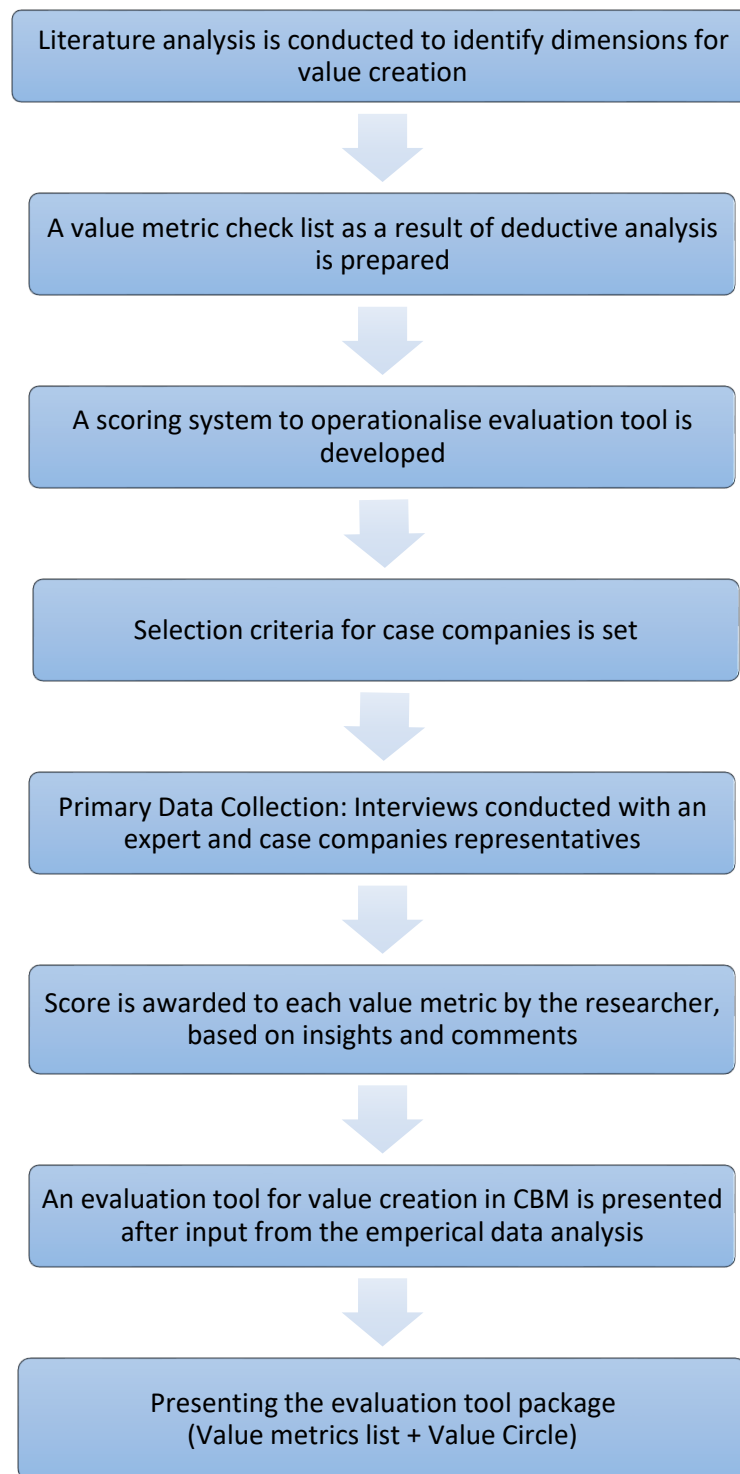 Literature analysis is conducted to identify dimensions for
value creation
A value metric check list as a result of deductive analysis
is prepared
A scoring system to operationalise evaluation tool is
developed
Selection criteria for case companies is set
Primary Data Collection: Interviews conducted with an
expert and case companies representatives
Score is awarded to each value metric by the researcher,
based on insights and comments
An evaluation tool for value creation in CBM is presented
after input from the emperical data analysis
Presenting the evaluation tool package
(Value metrics list + Value Circle)